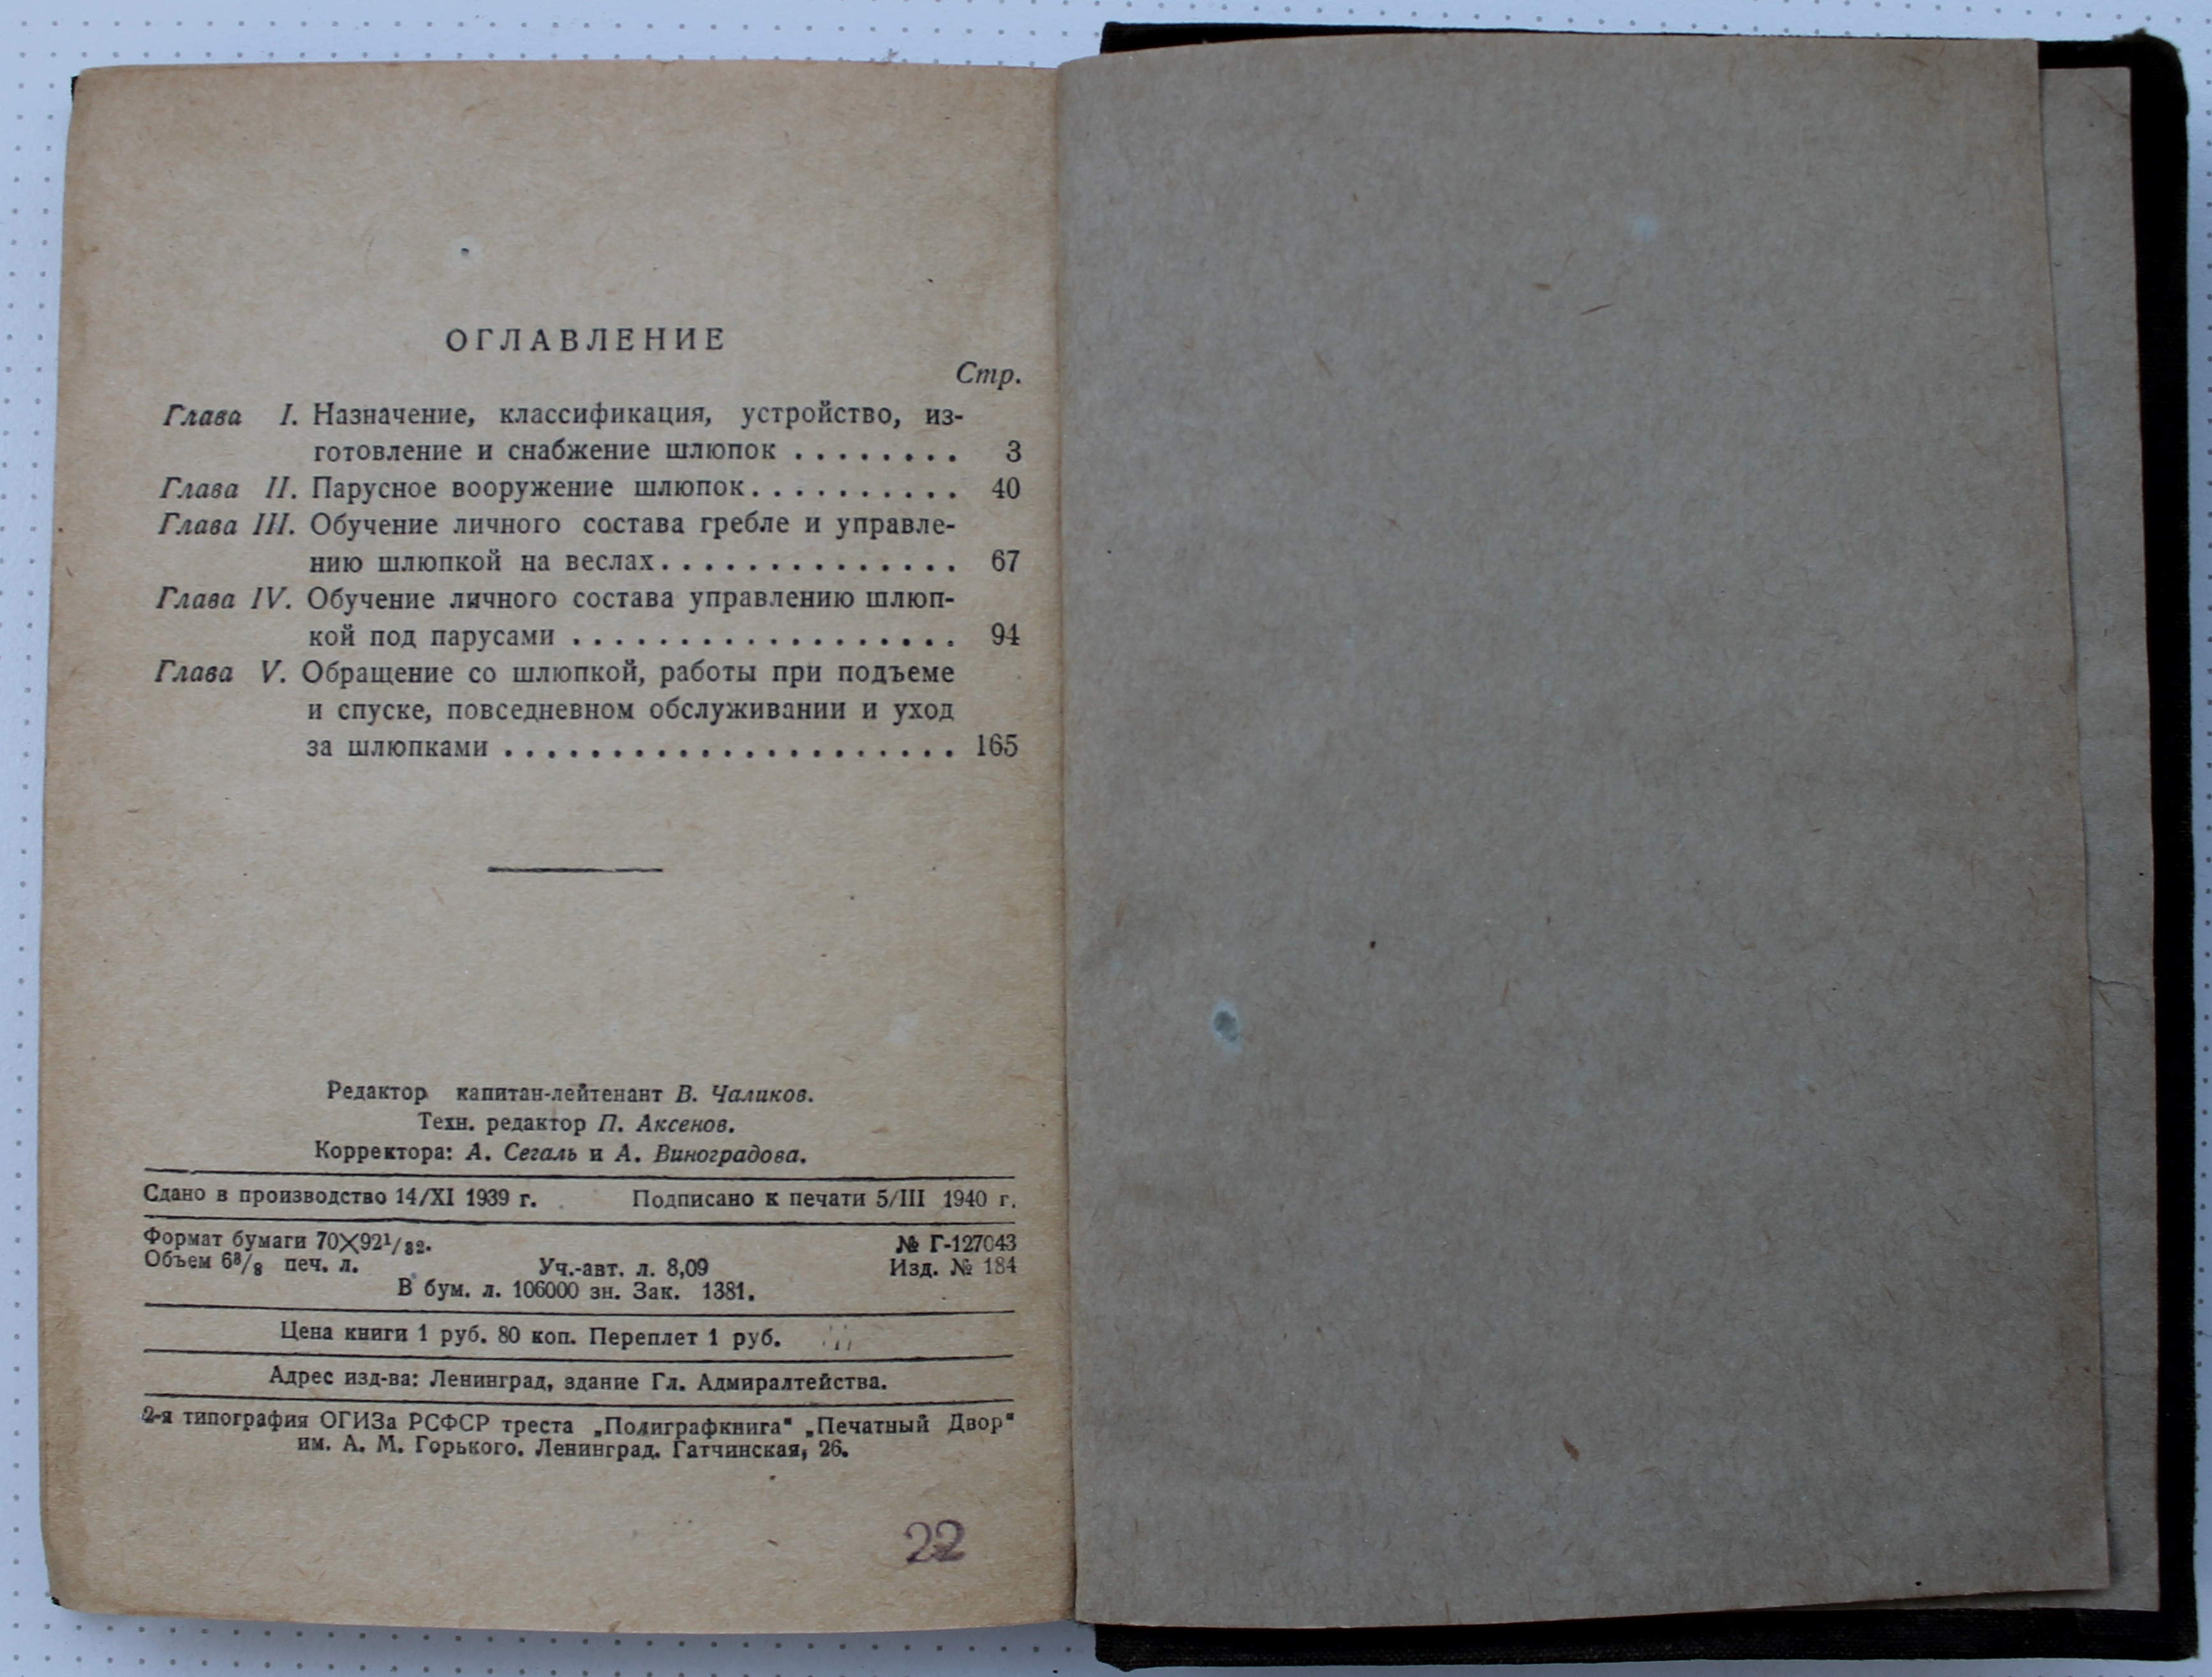 ОГЛАВЛЕНИЕ
Стр.
Глава I. Назначение, классификация, устройство, из-
готовление и снабжение шлюпок ........ 3
Глава II. Парусное вооружение шлюпок.......... 40
Глава III. Обучение личного состава гребле и управле-
нию шлюпкой на веслах.............. 67
Глава IV. Обучение личного состава управлению шлюп-
кой под парусами .................. 94
Глава V. Обращение со шлюпкой, работы при подъеме
и спуске, повседневном обслуживании и уход
за шлюпками ..................... 165
Редактор капитан-лейтенант В. Чаликов.
Техн. редактор П. Аксенов.
Корректора: А. Сегаль и А. Виноградова.
Сдано в производство 14/XI 1939 г. Подписано к печати 5/III 1940 г.
Формат бумаги 70×92¹/₃₂. № Г-127043
Объем 6³/₈ печ. л. Уч.-авт. л. 8,09 Изд. № 184
В бум. л. 106000 зн. Зак. 1381.
Цена книги 1 руб. 80 коп. Переплет 1 руб.
Адрес изд-ва: Ленинград, здание Гл. Адмиралтейства.
2-я типография ОГИЗа РСФСР треста „Полиграфкнига“ „Печатный Двор“
им. А. М. Горького. Ленинград. Гатчинская, 26.
22